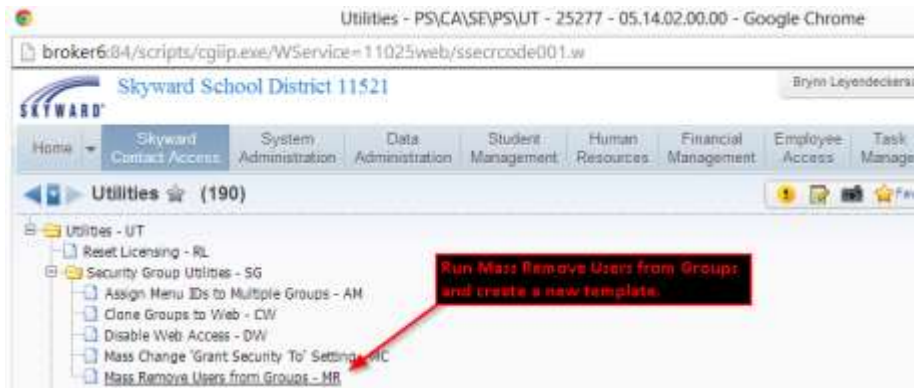 Utilities - PS\CA\SE\PS\UT - 25277 - 05.14.02.00.00 - Google Chrome
broker6:84/scripts/cgiip.exe/WService=11025web/ssecrcode001.w
SKYWARD Skyward School District 11521 Brynn
Home Skyward Contact Access System Administration Data Administration Student Management Human Resources Financial Management Employee Access Task
Utilities (190)
Utilities - UT
Reset Licensing - RL
Security Group Utilities - SG
Run Mass Remove Users from Groups
and create a new template.
Assign Menu IDs to Multiple Groups - AM
Clone Groups to Web - CW
Disable Web Access - DW
Mass Change 'Grant Security To' MC
Mass Remove Users from Groups - MR